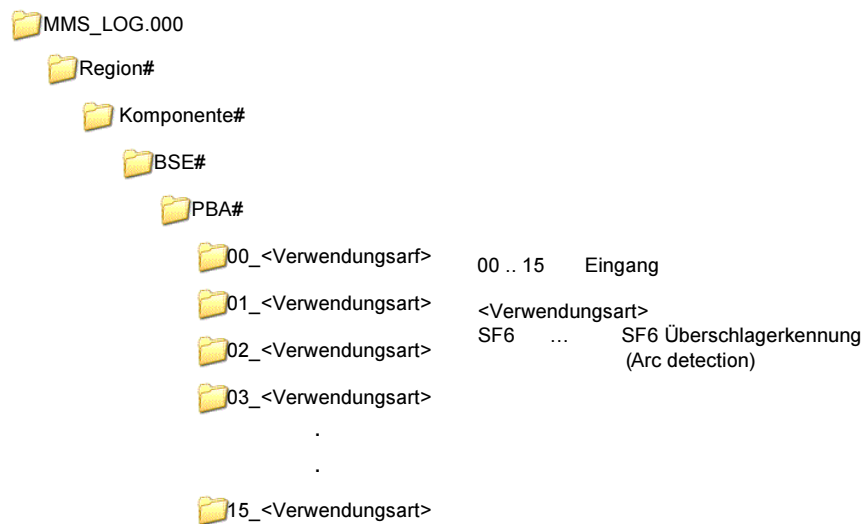 MMS_LOG.000
Region#
Komponente#
BSE#
PBA#
00_<Verwendungsarf>
00 .. 15 Eingang
01_<Verwendungsart>
<Verwendungsart>
SF6 … SF6 Überschlagerkennung
(Arc detection)
02_<Verwendungsart>
03_<Verwendungsart>
.
.
15_<Verwendungsart>